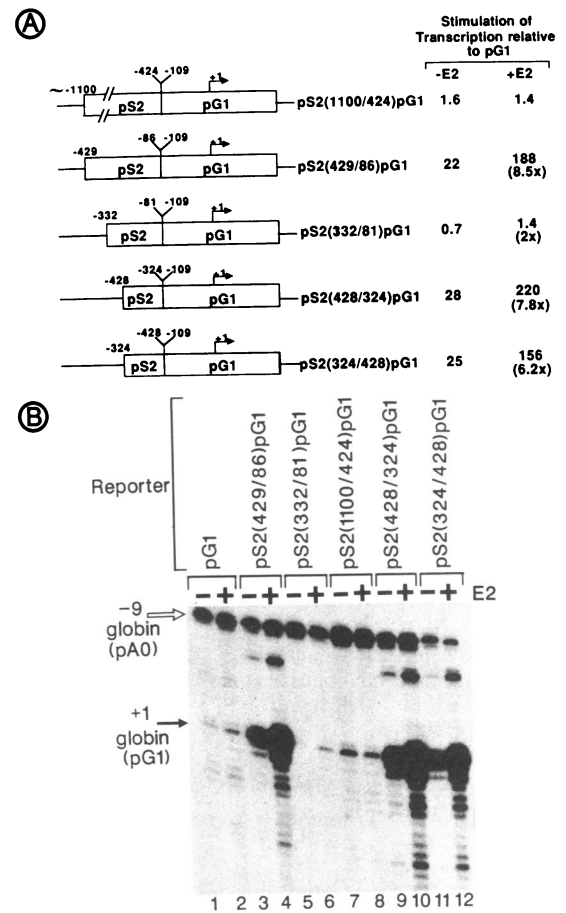 A
Stimulation of
Transcription relative
to pG1
-E2 +E2
~-1100 -424 -109 +1
pS2 pG1 pS2(1100/424)pG1 1.6 1.4
-429 -86 -109 +1
pS2 pG1 pS2(429/86)pG1 22 188
(8.5x)
-332 -81 -109 +1
pS2 pG1 pS2(332/81)pG1 0.7 1.4
(2x)
-428 -324 -109 +1
pS2 pG1 pS2(428/324)pG1 28 220
(7.8x)
-324 -428 -109 +1
pS2 pG1 pS2(324/428)pG1 25 156
(6.2x)
B
Reporter
pG1
pS2(429/86)pG1
pS2(332/81)pG1
pS2(1100/424)pG1
pS2(428/324)pG1
pS2(324/428)pG1
- + - + - + - + - + - + E2
-9
globin
(pA0)
+1
globin
(pG1)
1 2 3 4 5 6 7 8 9 10 11 12